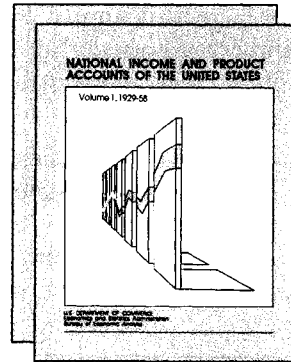 NATIONAL INCOME AND PRODUCT
ACCOUNTS OF THE UNITED STATES
Volume 1, 1929-58
U.S. DEPARTMENT OF COMMERCE
Economics and Statistics Administration
Bureau of Economic Analysis